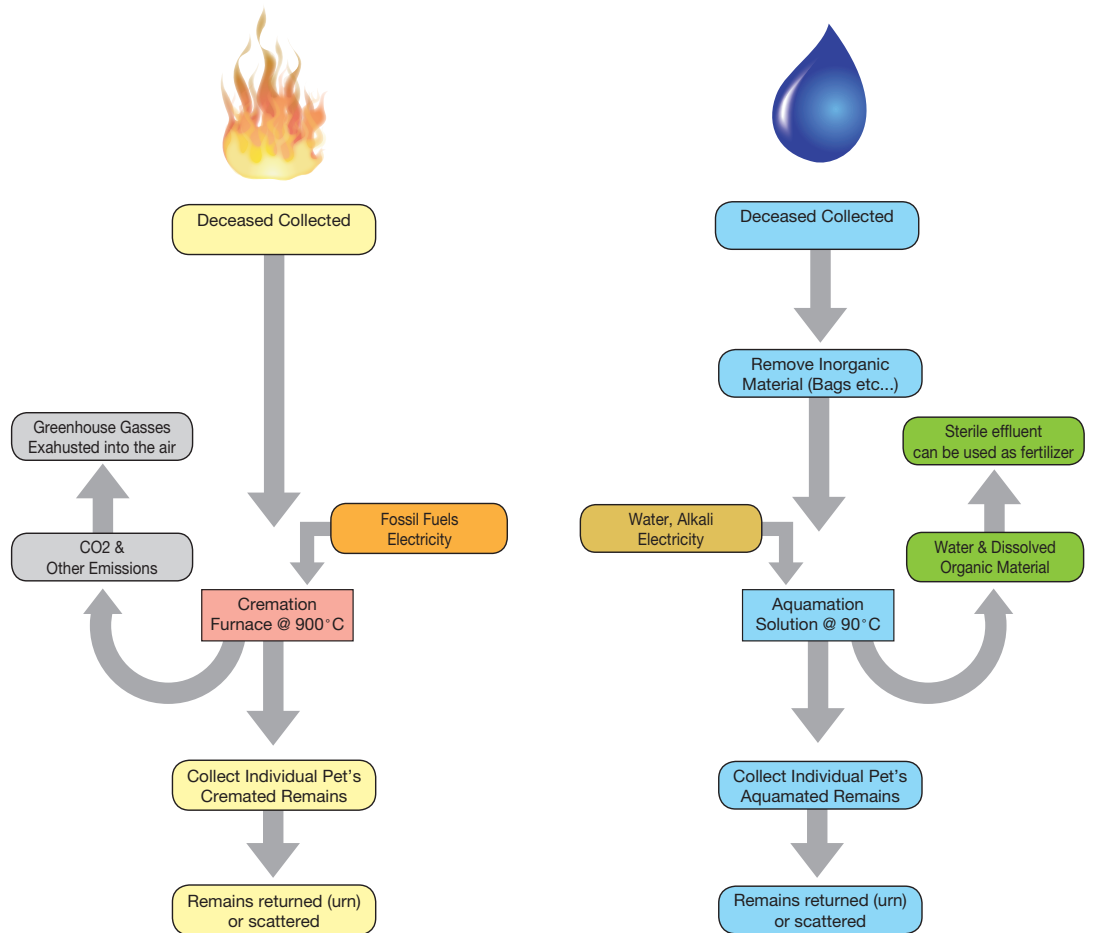 Deceased Collected
Greenhouse Gasses
Exahusted into the air
Fossil Fuels
Electricity
CO2 &
Other Emissions
Cremation
Furnace @ 900°C
Collect Individual Pet's
Cremated Remains
Remains returned (urn)
or scattered
Deceased Collected
Remove Inorganic
Material (Bags etc...)
Sterile effluent
can be used as fertilizer
Water, Alkali
Electricity
Water & Dissolved
Organic Material
Aquamation
Solution @ 90°C
Collect Individual Pet's
Aquamated Remains
Remains returned (urn)
or scattered